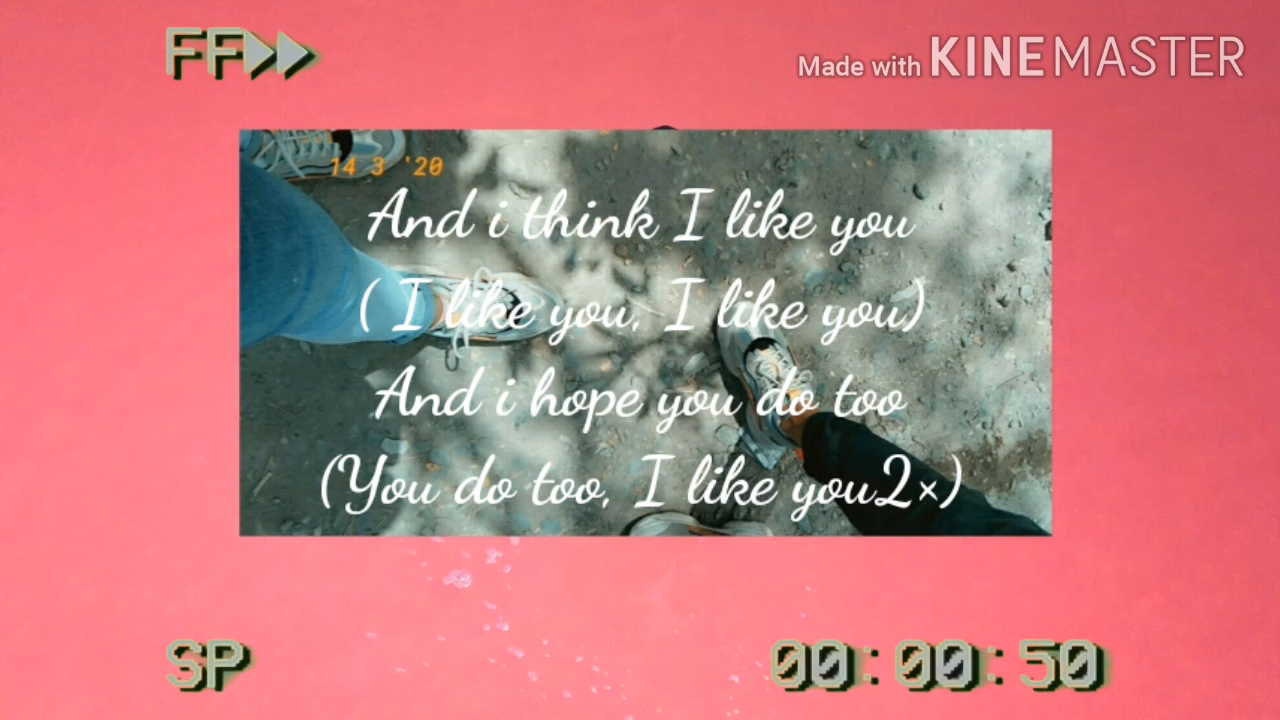 FF
Made with KINEMASTER
14 3 '20
And i think I like you
( I like you, I like you)
And i hope you do too
(You do too, I like you2×)
SP
00:00:50